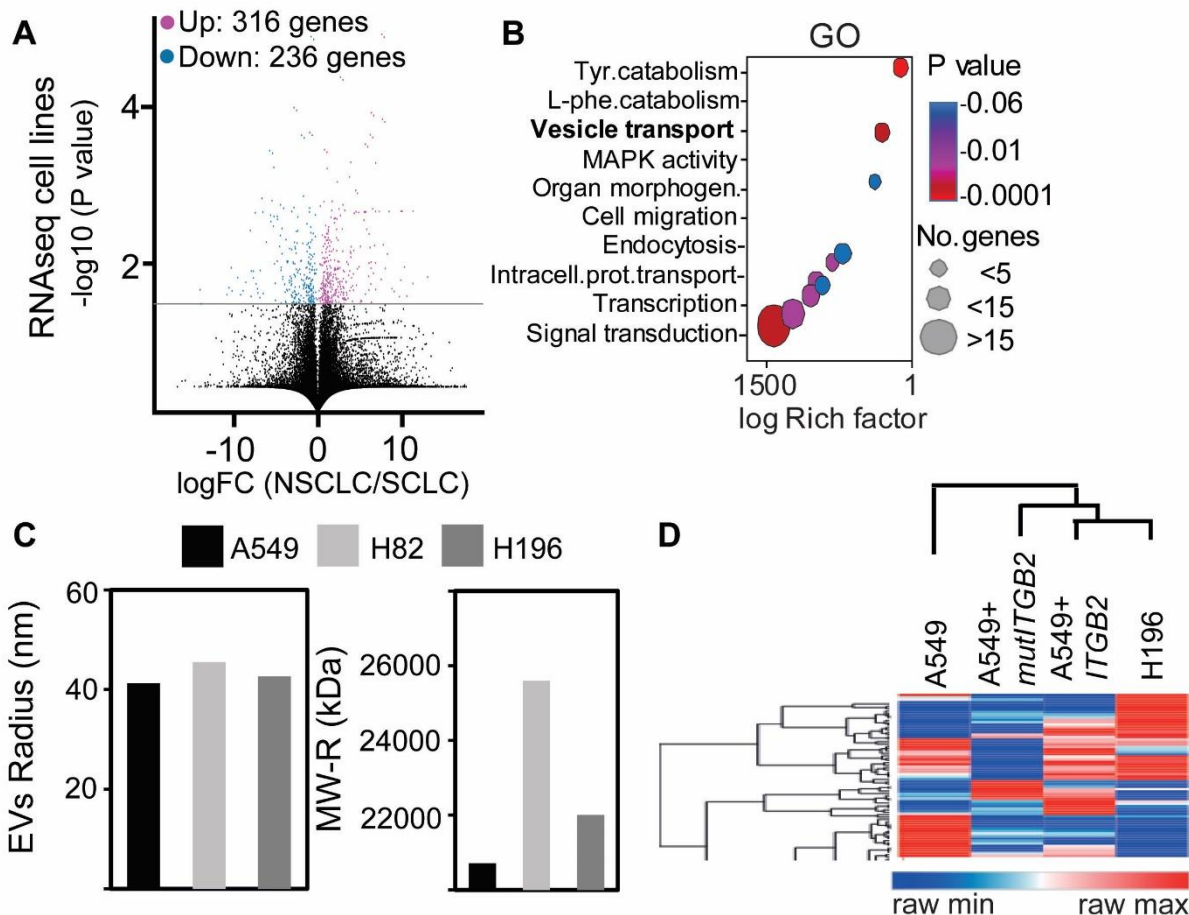 A
Up: 316 genes
Down: 236 genes
RNAseq cell lines
-log10 (P value)
4
2
-10 0 10
logFC (NSCLC/SCLC)
B
GO
Tyr.catabolism
L-phe.catabolism
Vesicle transport
MAPK activity
Organ morphogen.
Cell migration
Endocytosis
Intracell.prot.transport
Transcription
Signal transduction
1500 1
log Rich factor
P value
-0.06
-0.01
-0.0001
No.genes
<5
<15
>15
C
A549 H82 H196
EVs Radius (nm)
60
40
20
MW-R (kDa)
26000
24000
22000
D
A549
A549+
mutITGB2
A549+
ITGB2
H196
raw min raw max